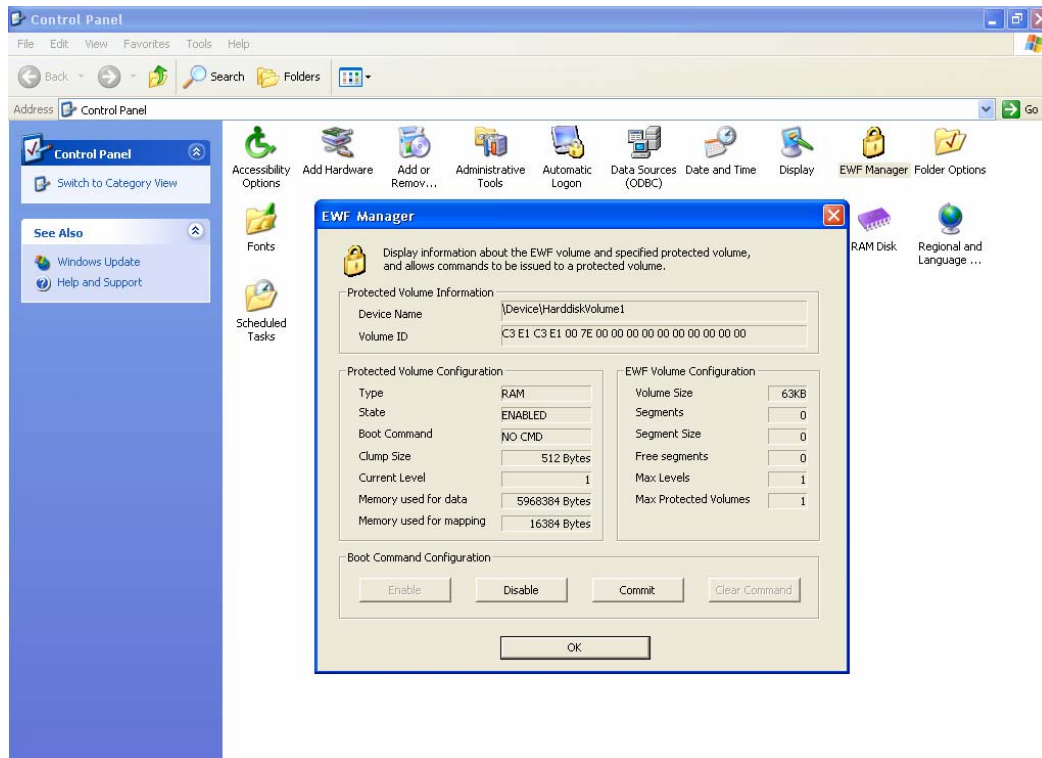 Control Panel
File Edit View Favorites Tools Help
Back Search Folders
Address Control Panel Go
Control Panel
Switch to Category View
See Also
Windows Update
Help and Support
Accessibility Options
Add Hardware
Add or Remov...
Administrative Tools
Automatic Logon
Data Sources (ODBC)
Date and Time
Display
EWF Manager
Folder Options
Fonts
RAM Disk
Regional and Language ...
Scheduled Tasks
EWF Manager
Display information about the EWF volume and specified protected volume,
and allows commands to be issued to a protected volume.
Protected Volume Information
Device Name \Device\HarddiskVolume1
Volume ID C3 E1 C3 E1 00 7E 00 00 00 00 00 00 00 00 00 00
Protected Volume Configuration
Type RAM
State ENABLED
Boot Command NO CMD
Clump Size 512 Bytes
Current Level 1
Memory used for data 5968384 Bytes
Memory used for mapping 16384 Bytes
EWF Volume Configuration
Volume Size 63KB
Segments 0
Segment Size 0
Free segments 0
Max Levels 1
Max Protected Volumes 1
Boot Command Configuration
Enable Disable Commit Clear Command
OK